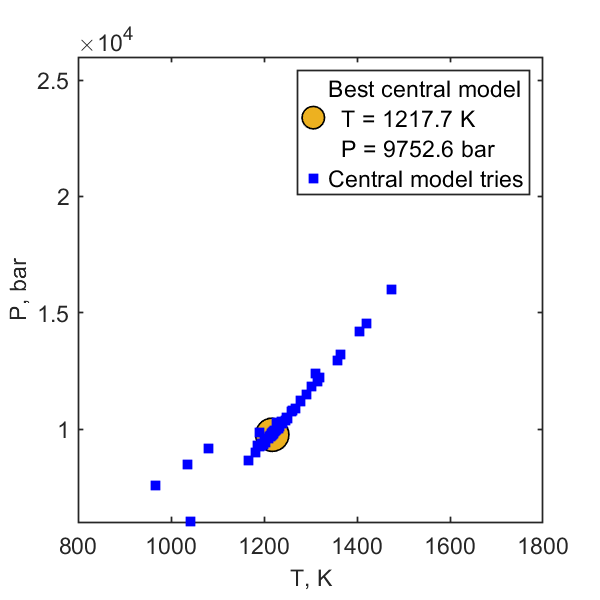 ×10⁴
2.5
2
1.5
1
800 1000 1200 1400 1600 1800
T, K
P, bar
Best central model
T = 1217.7 K
P = 9752.6 bar
Central model tries